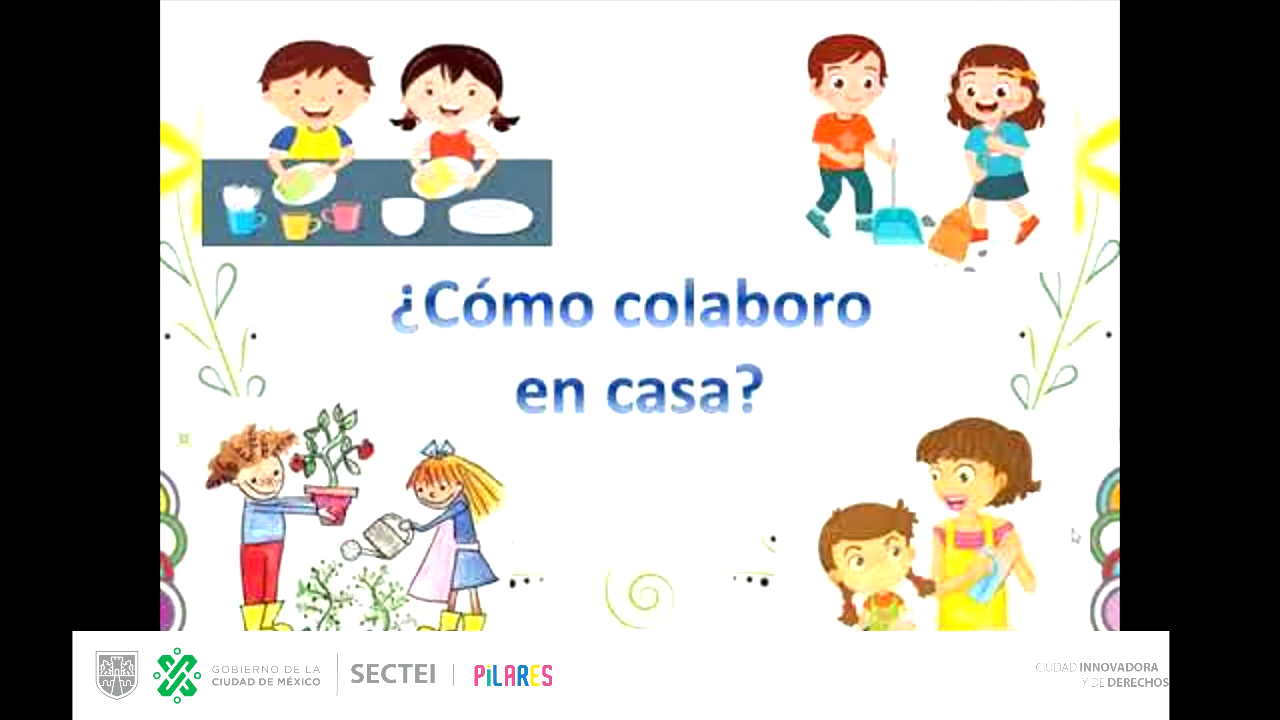 ¿Cómo colaboro
en casa?
GOBIERNO DE LA
CIUDAD DE MÉXICO
SECTEI
PiLARES
CIUDAD INNOVADORA
Y DE DERECHOS